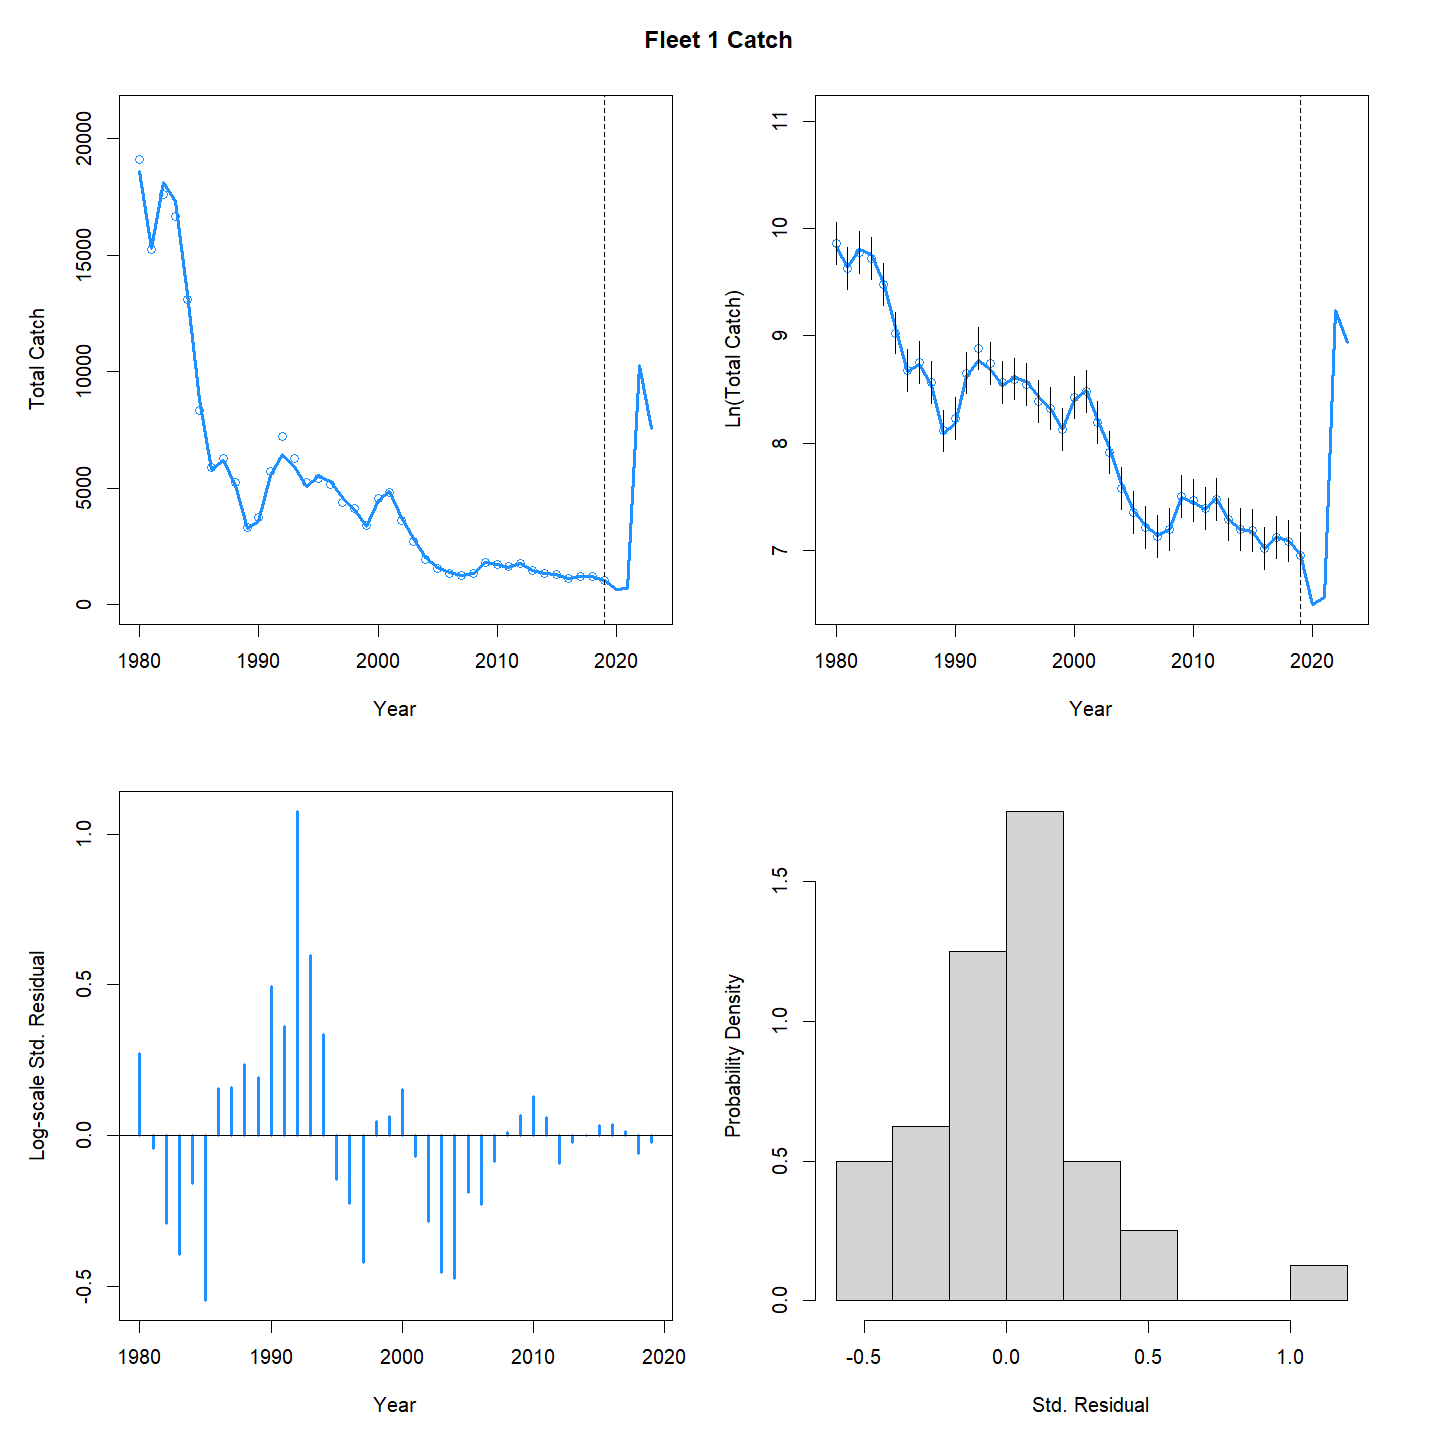 Fleet 1 Catch
Total Catch
0 5000 10000 15000 20000
1980 1990 2000 2010 2020
Year
Ln(Total Catch)
7 8 9 10 11
1980 1990 2000 2010 2020
Year
Log-scale Std. Residual
-0.5 0.0 0.5 1.0
1980 1990 2000 2010 2020
Year
Probability Density
0.0 0.5 1.0 1.5
-0.5 0.0 0.5 1.0
Std. Residual